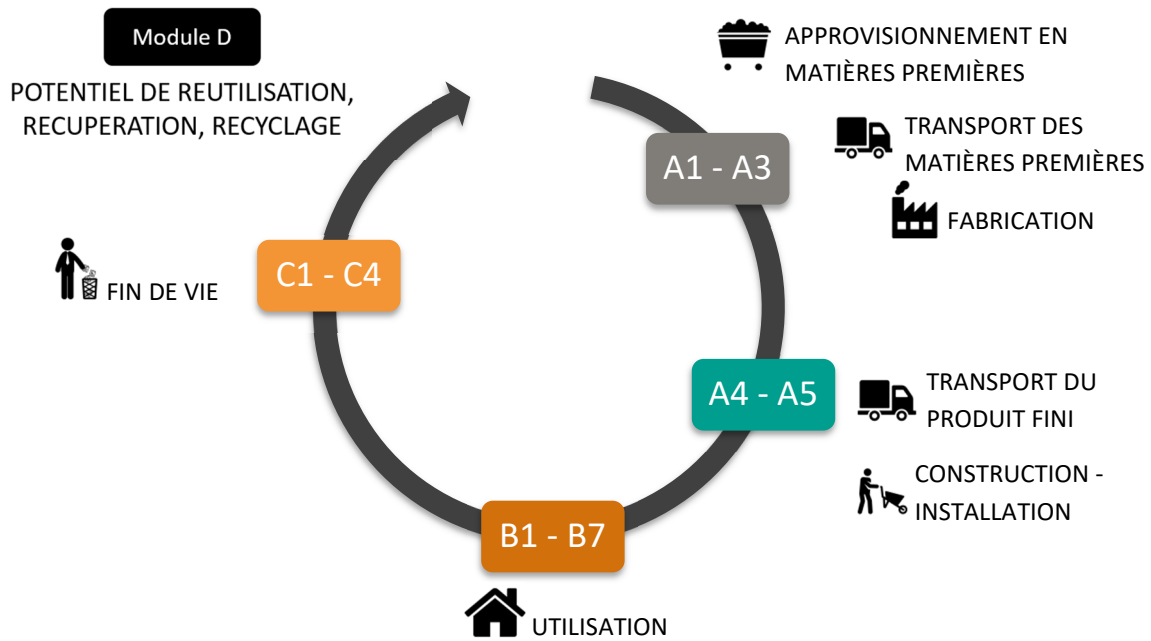 Module D
POTENTIEL DE REUTILISATION,
RECUPERATION, RECYCLAGE
APPROVISIONNEMENT EN
MATIÈRES PREMIÈRES
A1 - A3
TRANSPORT DES
MATIÈRES PREMIÈRES
FABRICATION
C1 - C4
FIN DE VIE
A4 - A5
TRANSPORT DU
PRODUIT FINI
CONSTRUCTION -
INSTALLATION
B1 - B7
UTILISATION